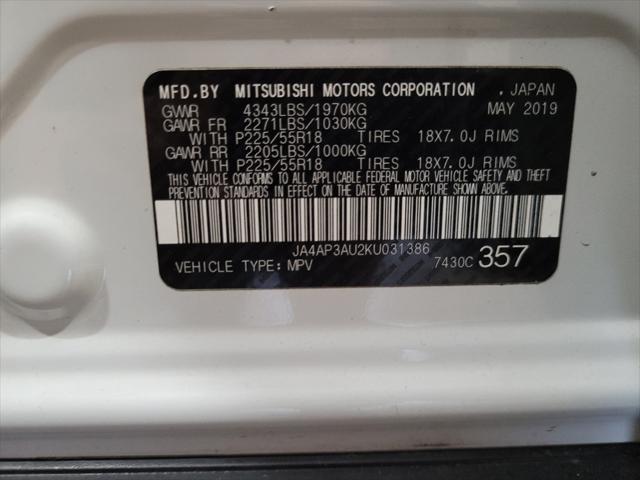 MFD.BY MITSUBISHI MOTORS CORPORATION , JAPAN
GVWR 4343LBS/1970KG MAY 2019
GAWR FR 2271LBS/1030KG
WITH P225/55R18 TIRES 18X7.0J RIMS
GAWR RR 2205LBS/1000KG
WITH P225/55R18 TIRES 18X7.0J RIMS
THIS VEHICLE CONFORMS TO ALL APPLICABLE FEDERAL MOTOR VEHICLE SAFETY AND THEFT
PREVENTION STANDARDS IN EFFECT ON THE DATE OF MANUFACTURE SHOWN ABOVE.
JA4AP3AU2KU031386
VEHICLE TYPE: MPV 7430C 357